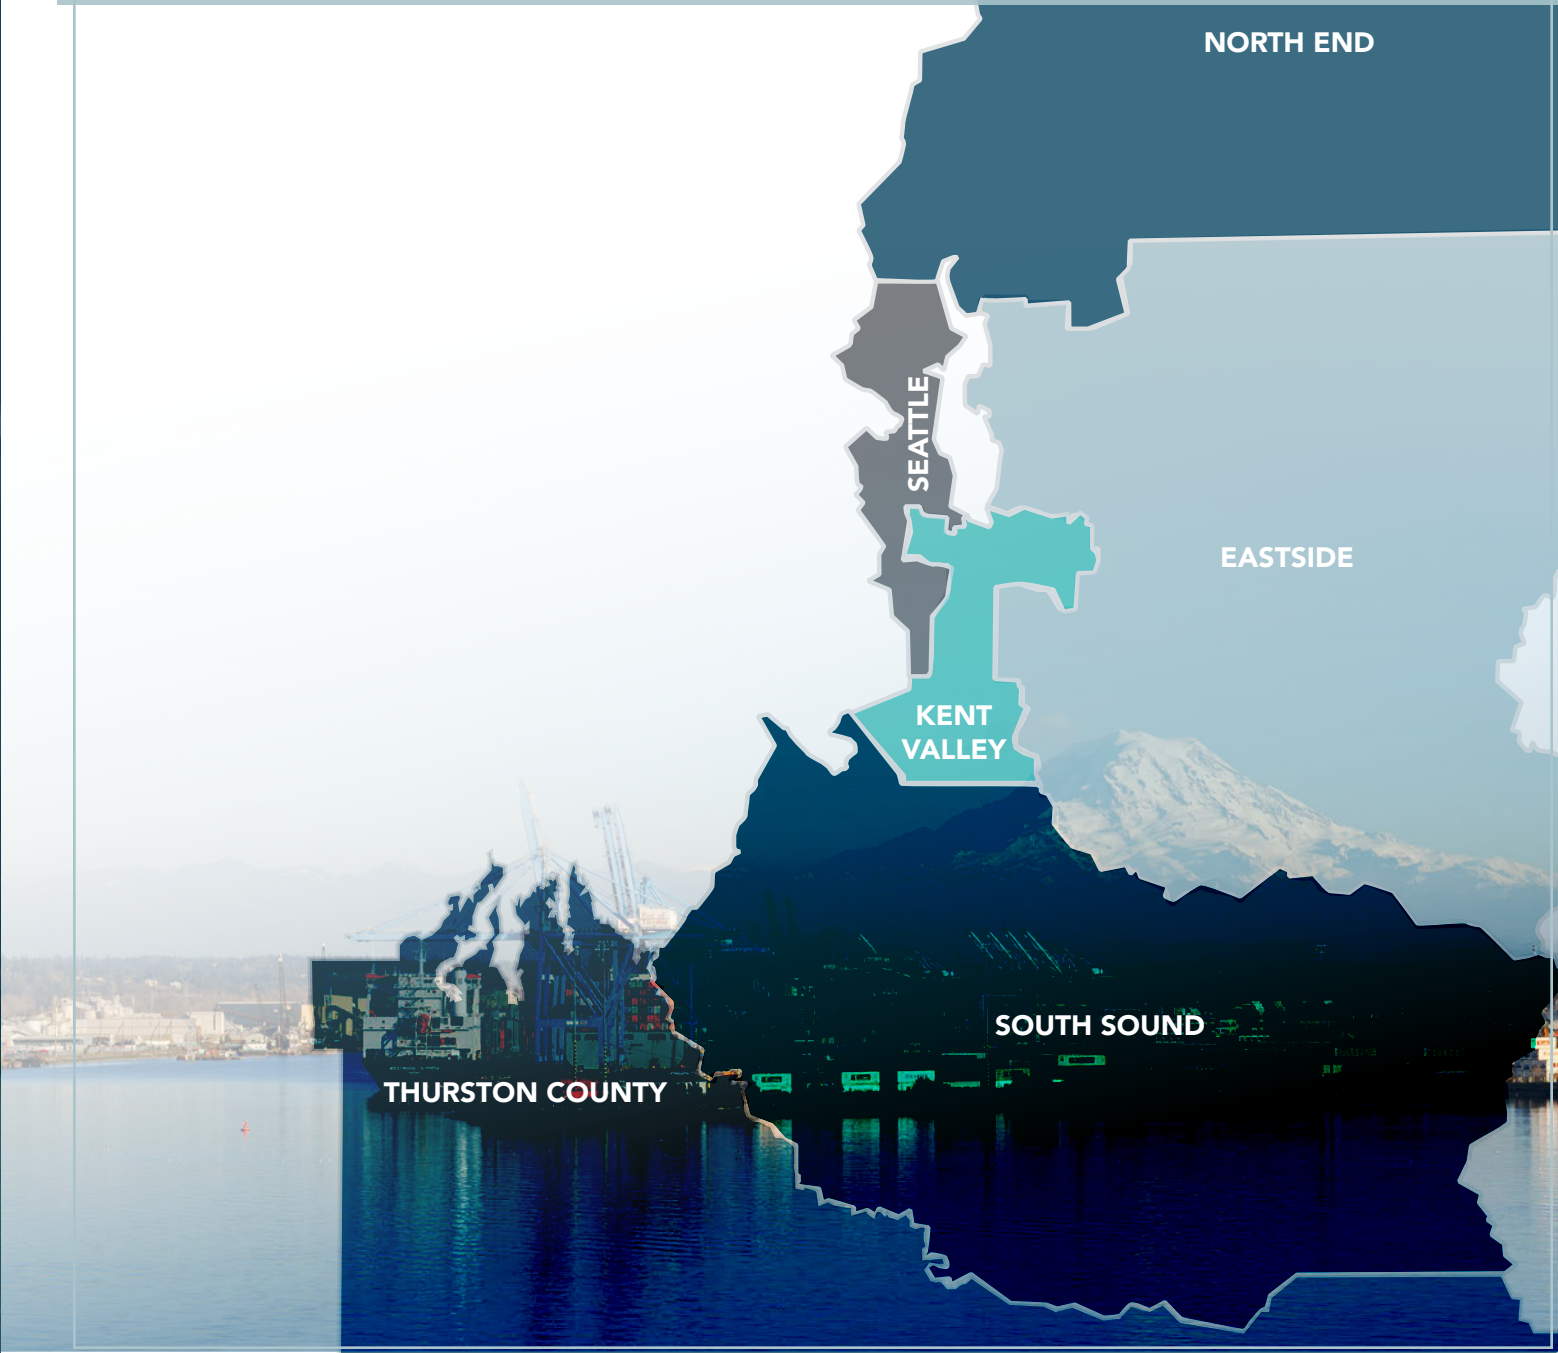 NORTH END
SEATTLE
EASTSIDE
KENT
VALLEY
SOUTH SOUND
THURSTON COUNTY